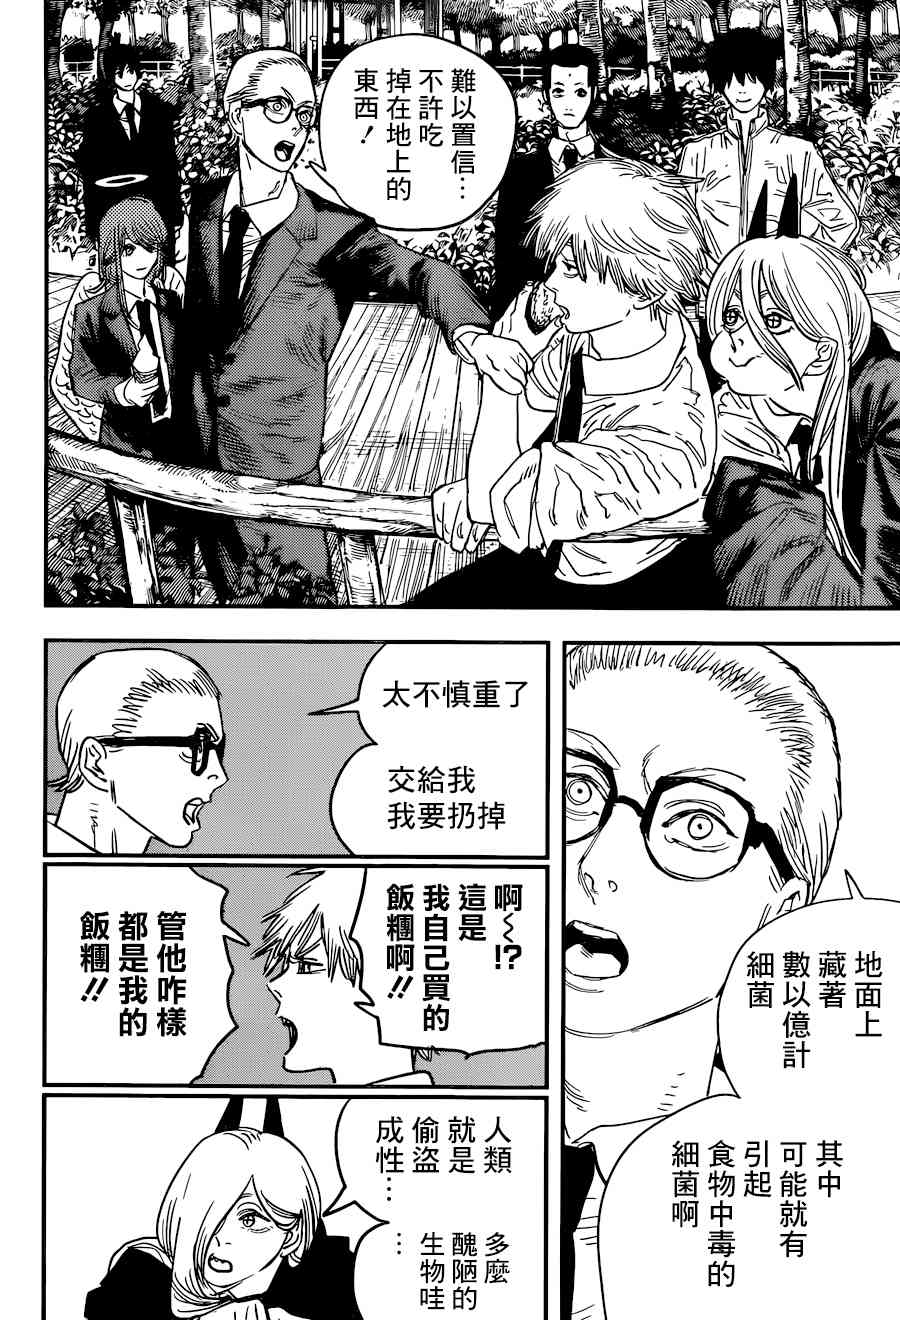 難以置信…
不許吃
掉在地上的
東西！
地面上
藏著
數以億計
細菌
其中
可能就有
引起
食物中毒的
細菌啊
太不慎重了
交給我
我要扔掉
啊～!?
這是
我自己買的
飯糰啊!!
管他咋樣
都是我的
飯糰!!
人類
就是
偷盜
成性…
多麼
醜陋的
生物哇
…